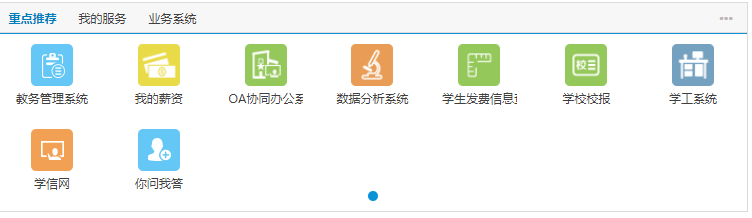 重点推荐 我的服务 业务系统
教务管理系统 我的薪资 OA协同办公系 数据分析系统 学生发费信息 学校校报 学工系统
学信网 你问我答